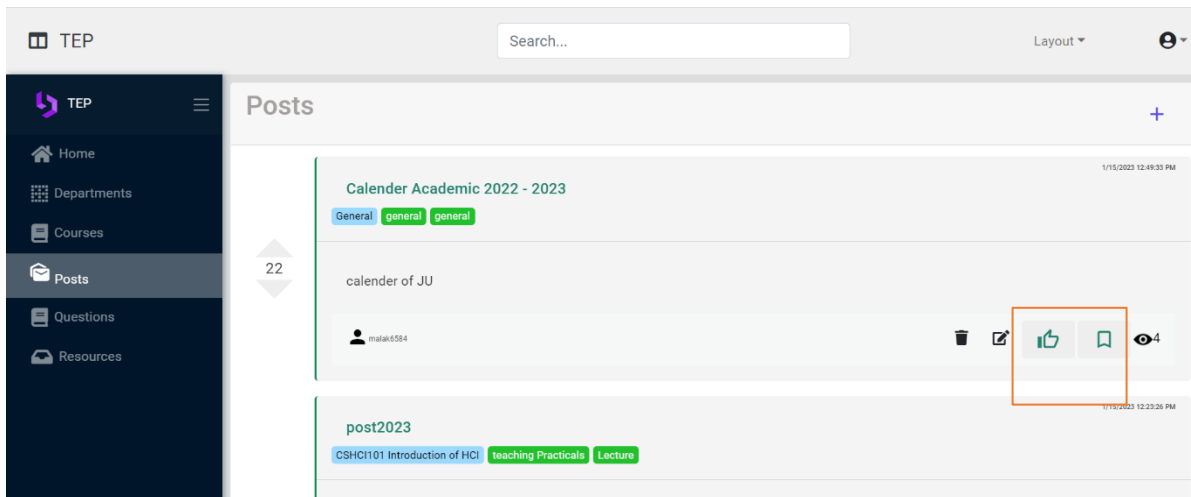 TEP
Search...
Layout
TEP
Home
Departments
Courses
Posts
Questions
Resources
Posts
+
1/15/2023 12:49:33 PM
Calender Academic 2022 - 2023
General general general
22
calender of JU
malak6584
4
1/15/2023 12:23:26 PM
post2023
CSHCI101 Introduction of HCI teaching Practicals Lecture